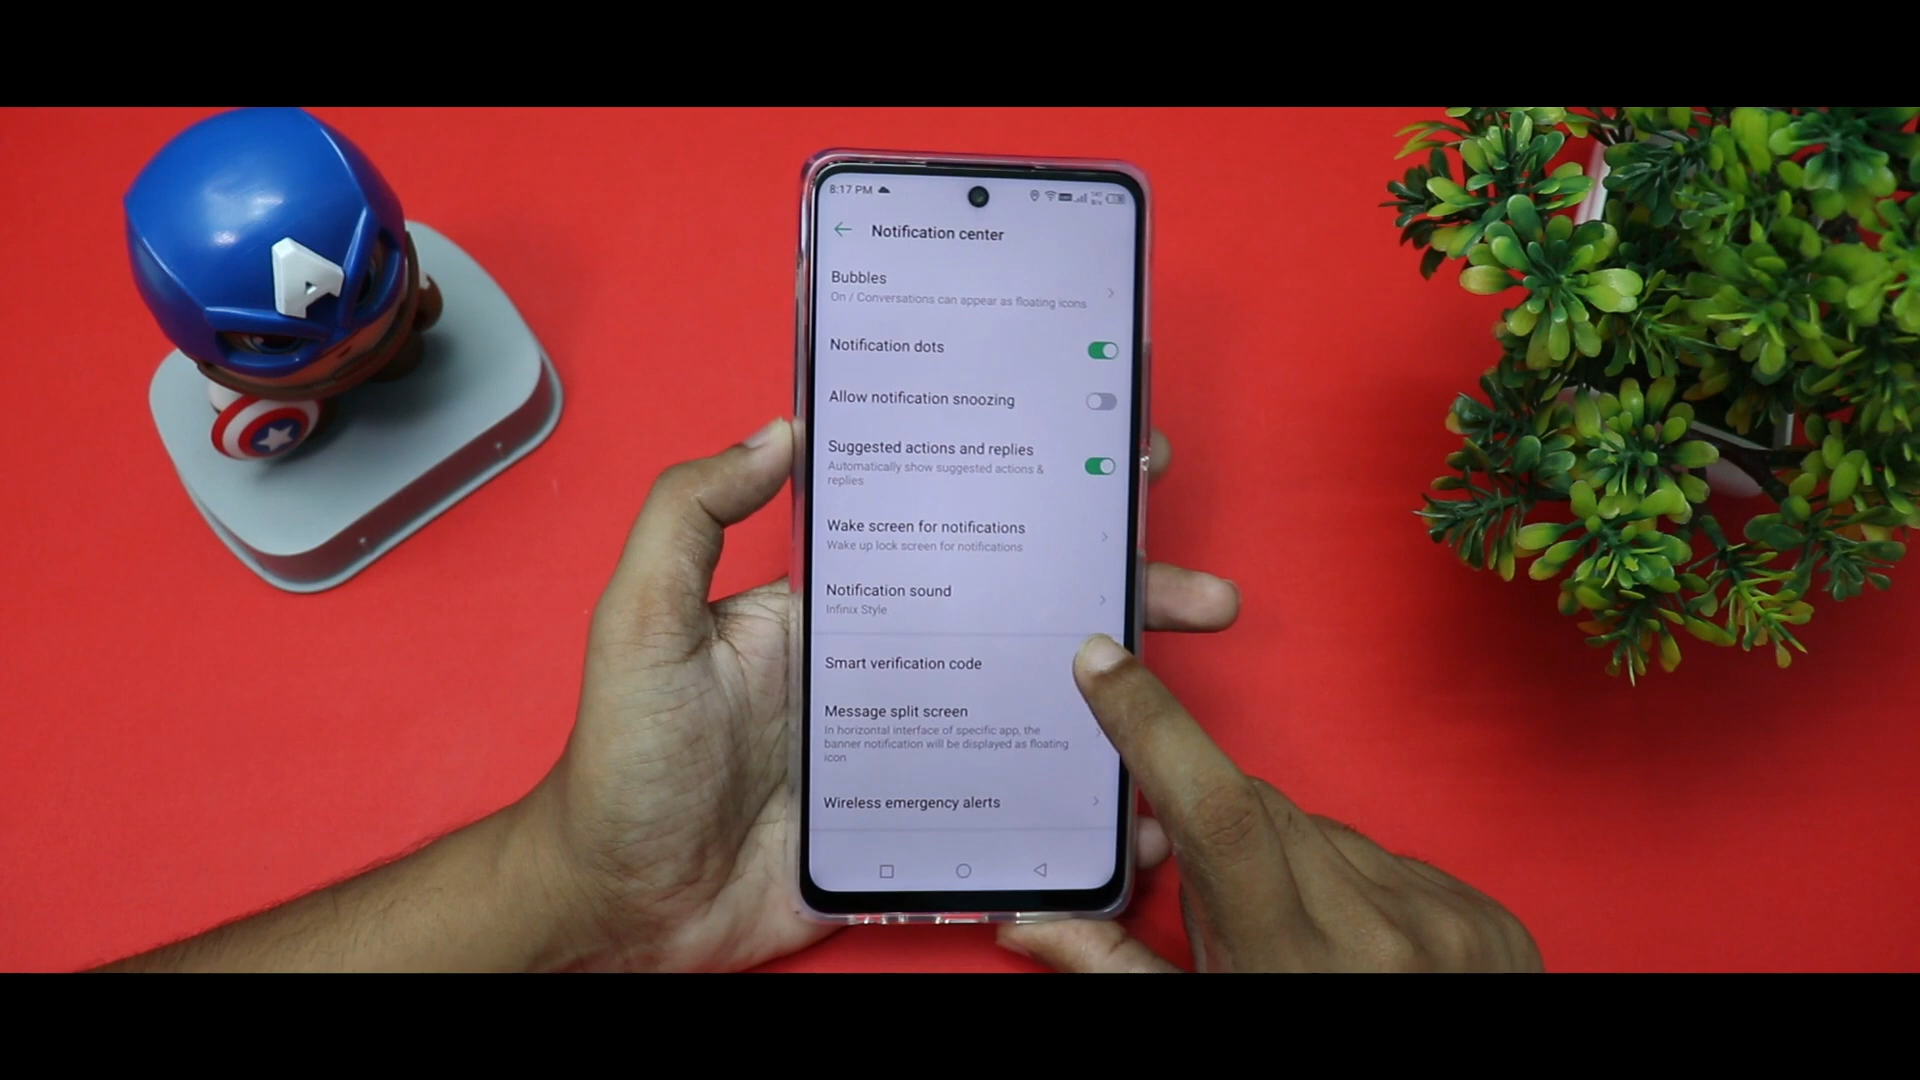 8:17 PM
Notification center
Bubbles
On / Conversations can appear as floating icons
Notification dots
Allow notification snoozing
Suggested actions and replies
Automatically show suggested actions &
replies
Wake screen for notifications
Wake up lock screen for notifications
Notification sound
Infinix Style
Smart verification code
Message split screen
In horizontal interface of specific app, the
banner notification will be displayed as floating
icon
Wireless emergency alerts
A